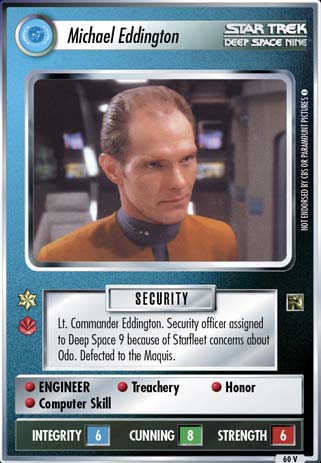 Michael Eddington
STAR TREK
DEEP SPACE NINE
NOT ENDORSED BY CBS OR PARAMOUNT PICTURES
SECURITY
Lt. Commander Eddington. Security officer assigned
to Deep Space 9 because of Starfleet concerns about
Odo. Defected to the Maquis.
ENGINEER Treachery Honor
Computer Skill
INTEGRITY 6 CUNNING 8 STRENGTH 6
60 V